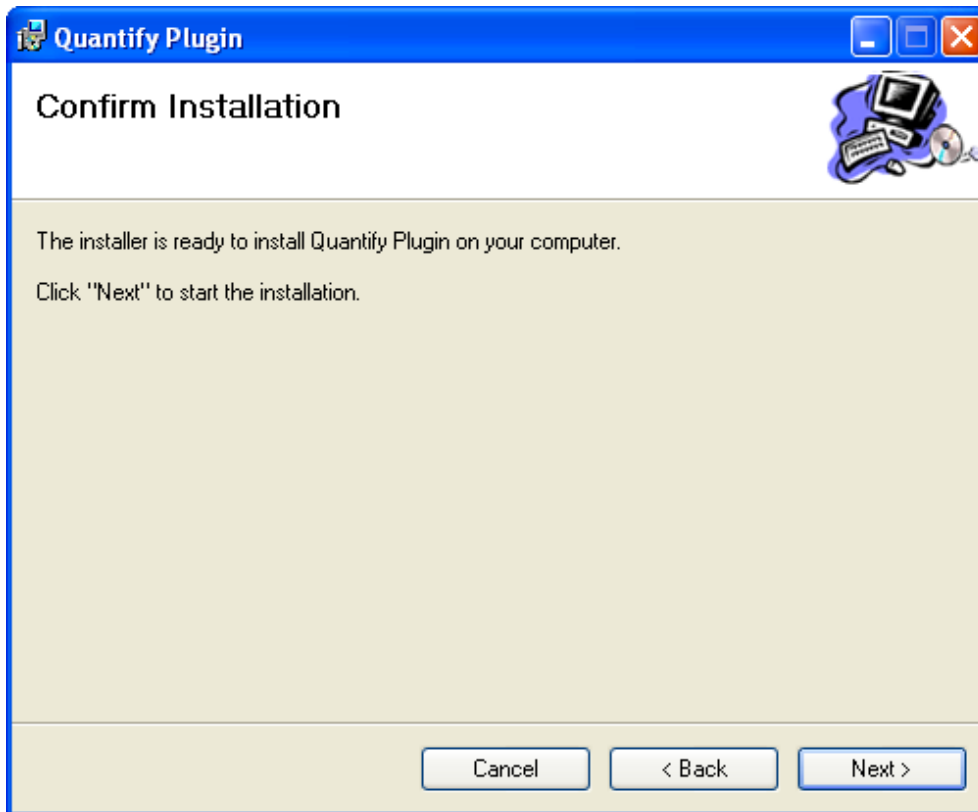 Quantify Plugin
Confirm Installation
The installer is ready to install Quantify Plugin on your computer.
Click "Next" to start the installation.
Cancel
< Back
Next >